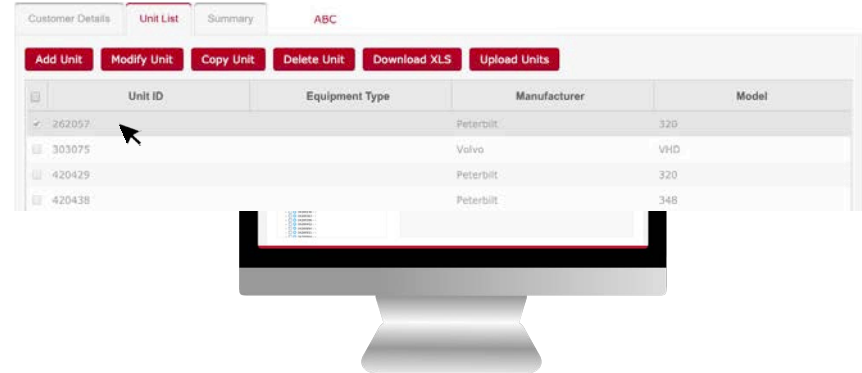 Customer Details Unit List Summary ABC
Add Unit Modify Unit Copy Unit Delete Unit Download XLS Upload Units
Unit ID Equipment Type Manufacturer Model
262057 Peterbilt 320
303075 Volvo VHD
420429 Peterbilt 320
420438 Peterbilt 348